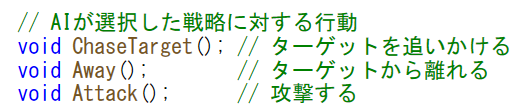 // AIが選択した戦略に対する行動
void ChaseTarget(); // ターゲットを追いかける
void Away();        // ターゲットから離れる
void Attack();      // 攻撃する